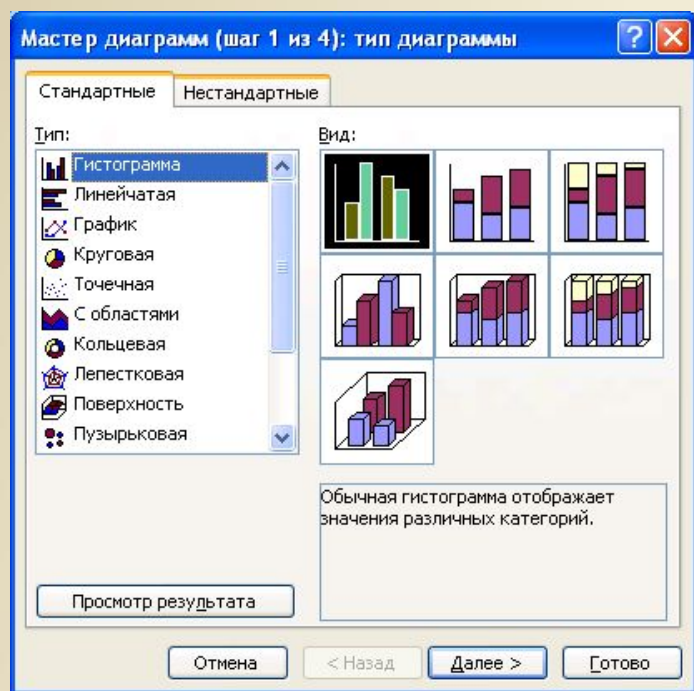 Мастер диаграмм (шаг 1 из 4): тип диаграммы
Стандартные
Нестандартные
Тип:
Гистограмма
Линейчатая
График
Круговая
Точечная
С областями
Кольцевая
Лепестковая
Поверхность
Пузырьковая
Вид:
Обычная гистограмма отображает
значения различных категорий.
Просмотр результата
Отмена
< Назад
Далее >
Готово